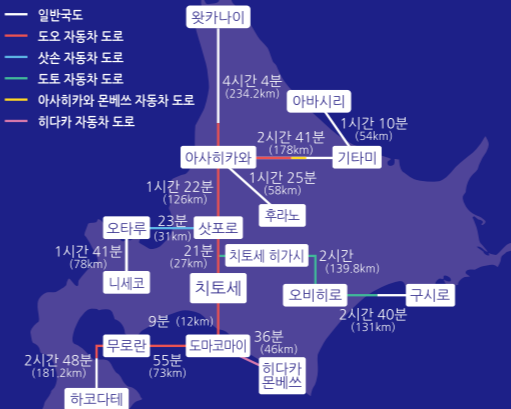 일반국도
도오 자동차 도로
삿손 자동차 도로
도토 자동차 도로
아사히카와 몬베쓰 자동차 도로
히다카 자동차 도로
왓카나이
4시간 4분
(234.2km)
아바시리
1시간 10분
(54km)
2시간 41분
(178km)
아사히카와
기타미
1시간 25분
(58km)
1시간 22분
(126km)
후라노
23분
(31km)
오타루
삿포로
1시간 41분
(78km)
21분
(27km)
치토세 히가시
2시간
(139.8km)
니세코
치토세
오비히로
구시로
2시간 40분
(131km)
9분 (12km)
36분
(46km)
무로란
도마코마이
2시간 48분
(181.2km)
55분
(73km)
히다카
몬베쓰
하코다테